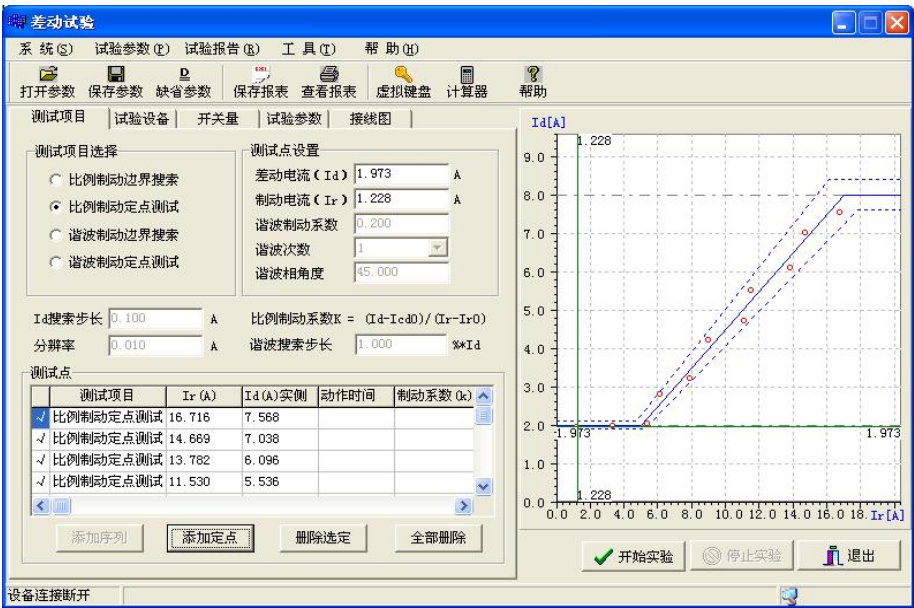 差动试验
系 统(S) 试验参数(P) 试验报告(R) 工 具(T) 帮 助(H)
打开参数 保存参数 缺省参数 保存报表 查看报表 虚拟键盘 计算器 帮助
测试项目 试验设备 开关量 试验参数 接线图
测试项目选择
比例制动边界搜索
比例制动定点测试
谐波制动边界搜索
谐波制动定点测试
测试点设置
差动电流(Id) 1.973 A
制动电流(Ir) 1.228 A
谐波制动系数 0.200
谐波次数 1
谐波相角度 45.000
Id搜索步长 0.100 A 比例制动系数K = (Id-Icd0)/(Ir-Ir0)
分辨率 0.010 A 谐波搜索步长 1.000 %*Id
测试点
测试项目 Ir(A) Id(A)实侧 动作时间 制动系数(k)
√ 比例制动定点测试 16.716 7.568
√ 比例制动定点测试 14.669 7.038
√ 比例制动定点测试 13.782 6.096
√ 比例制动定点测试 11.530 5.536
添加序列 添加定点 删除选定 全部删除
Id[A]
1.228
9.0
8.0
7.0
6.0
5.0
4.0
3.0
2.0
1.973 1.973
1.0
1.228
0.0
0.0 2.0 4.0 6.0 8.0 10.0 12.0 14.0 16.0 18. Ir[A]
开始实验 停止实验 退出
设备连接断开